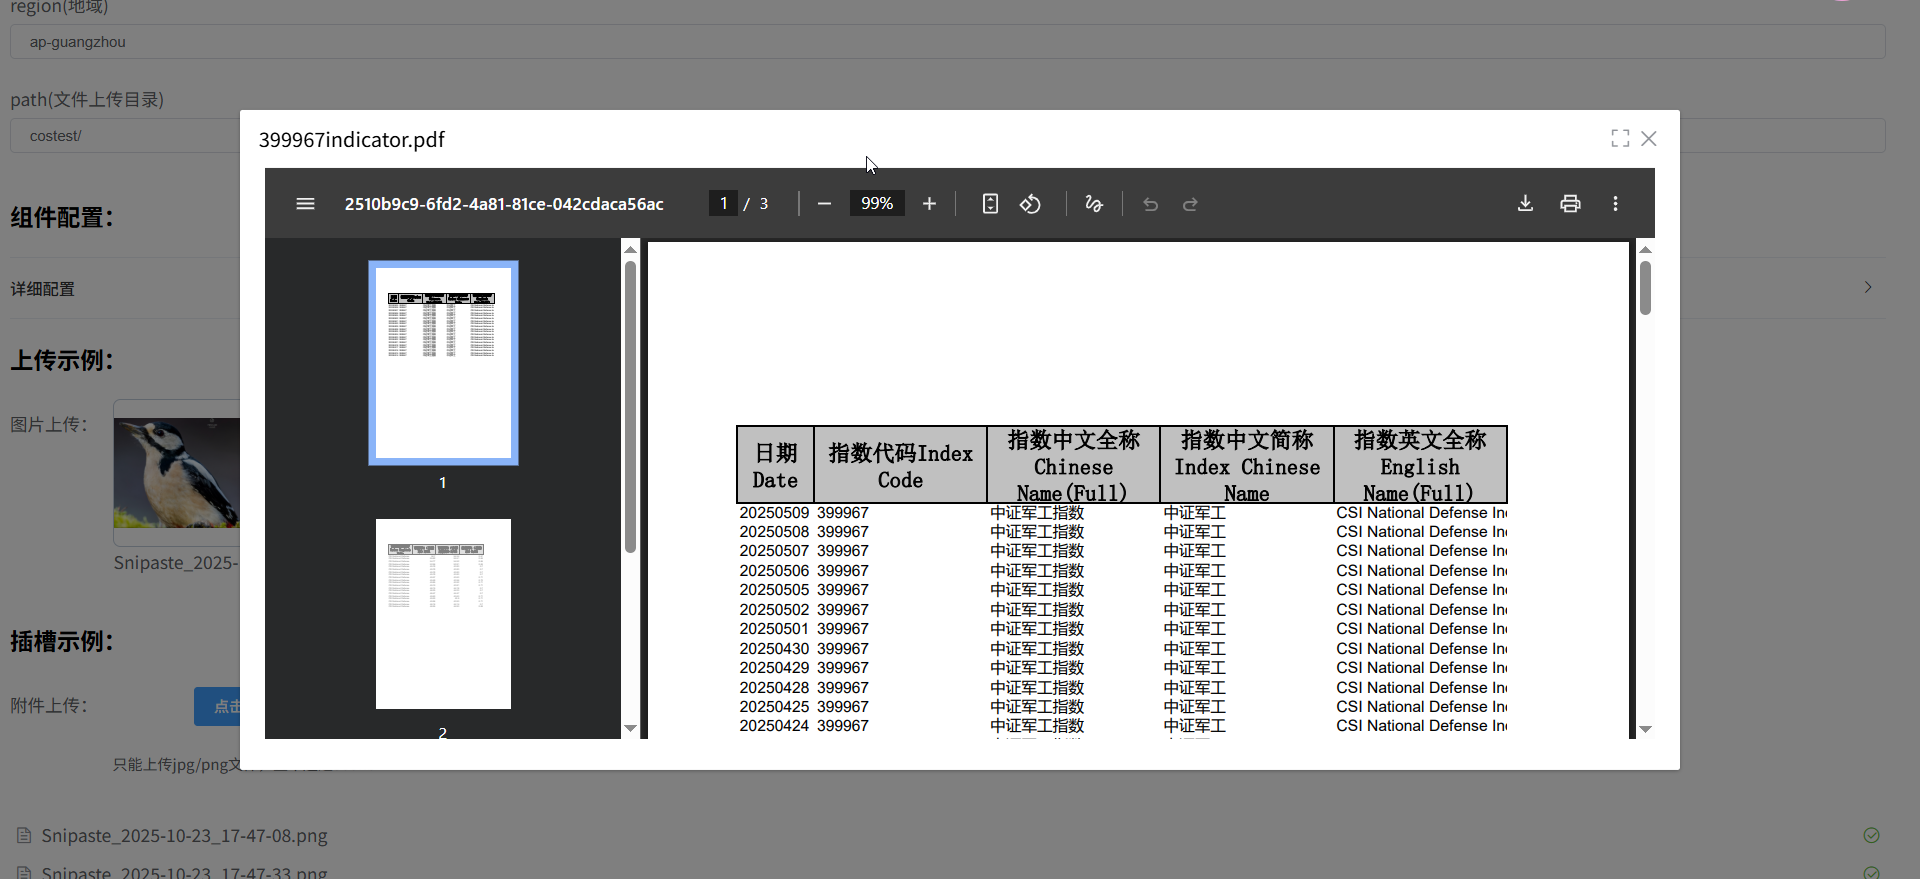 region(地域)
ap-guangzhou
path(文件上传目录)
costest/
399967indicator.pdf
2510b9c9-6fd2-4a81-81ce-042cdaca56ac 1 / 3 99%
组件配置：
详细配置
上传示例：
图片上传：
Snipaste_2025-
插槽示例：
附件上传： 点击
只能上传jpg/png文
1
2
日期 Date 指数代码Index Code 指数中文全称 Chinese Name(Full) 指数中文简称 Index Chinese Name 指数英文全称 English Name(Full)
20250509 399967 中证军工指数 中证军工 CSI National Defense In
20250508 399967 中证军工指数 中证军工 CSI National Defense In
20250507 399967 中证军工指数 中证军工 CSI National Defense In
20250506 399967 中证军工指数 中证军工 CSI National Defense In
20250505 399967 中证军工指数 中证军工 CSI National Defense In
20250502 399967 中证军工指数 中证军工 CSI National Defense In
20250501 399967 中证军工指数 中证军工 CSI National Defense In
20250430 399967 中证军工指数 中证军工 CSI National Defense In
20250429 399967 中证军工指数 中证军工 CSI National Defense In
20250428 399967 中证军工指数 中证军工 CSI National Defense In
20250425 399967 中证军工指数 中证军工 CSI National Defense In
20250424 399967 中证军工指数 中证军工 CSI National Defense In
Snipaste_2025-10-23_17-47-08.png
Snipaste_2025-10-23_17-47-33.png